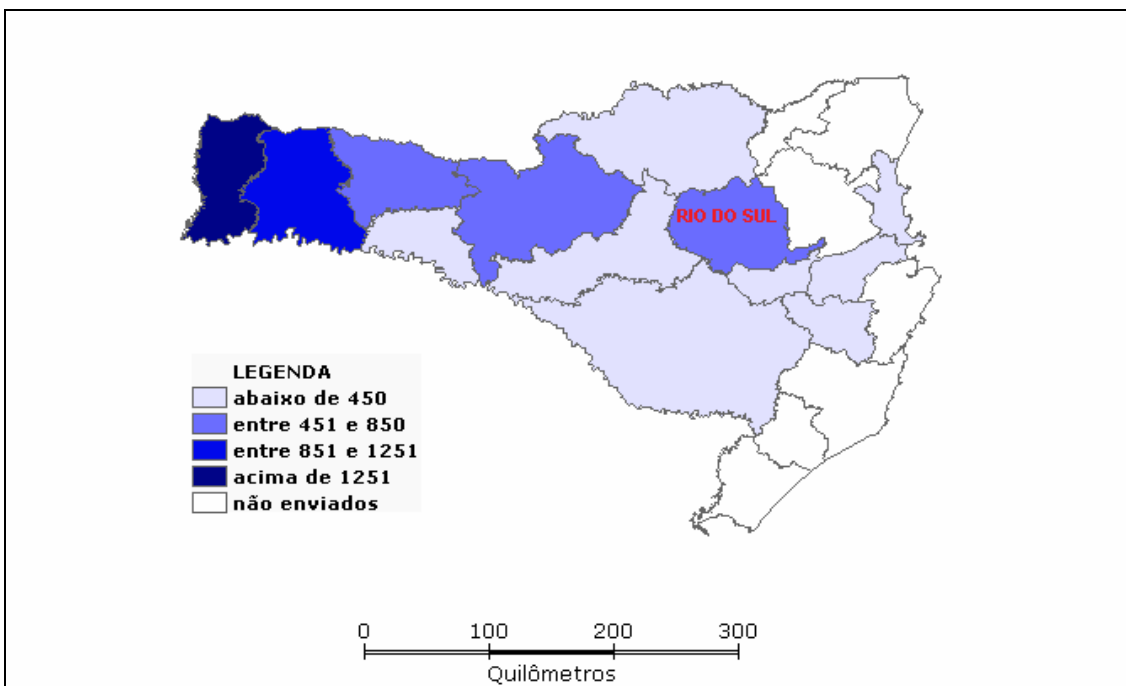 RIO DO SUL
LEGENDA
abaixo de 450
entre 451 e 850
entre 851 e 1251
acima de 1251
não enviados
0 100 200 300
Quilômetros